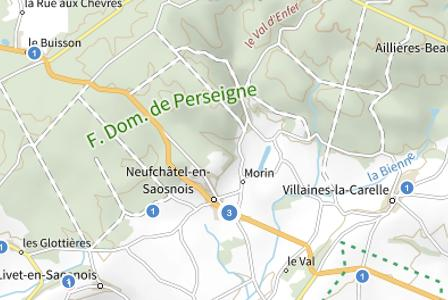 la Rue aux Chèvres
le Buisson
1
le Val d'Enfer
Aillières-Beau
F. Dom. de Perseigne
la Bienne
Neufchâtel-en-
Saosnois
Morin
Villaines-la-Carelle
1
1
3
les Glottières
1
le Val
Livet-en-Saosnois
1
1